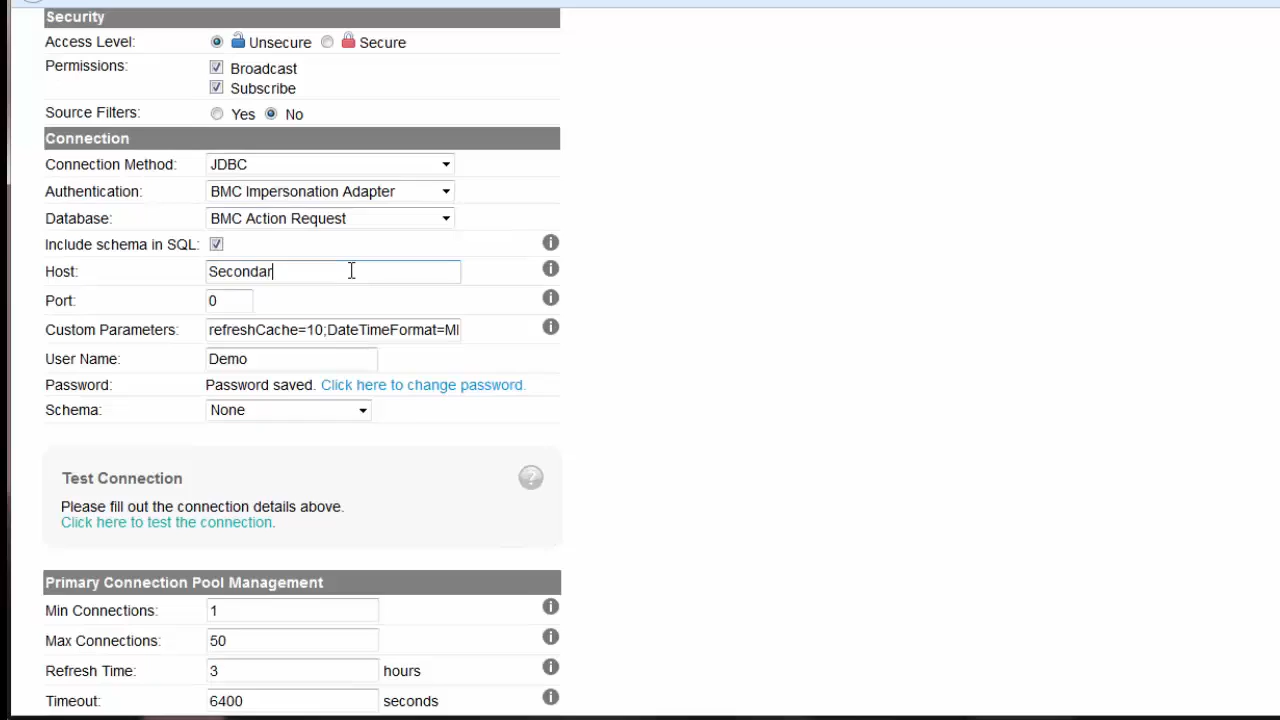 Security
Access Level: Unsecure Secure
Permissions: Broadcast
Subscribe
Source Filters: Yes No
Connection
Connection Method: JDBC
Authentication: BMC Impersonation Adapter
Database: BMC Action Request
Include schema in SQL:
Host: Secondar
Port: 0
Custom Parameters: refreshCache=10;DateTimeFormat=M
User Name: Demo
Password: Password saved. Click here to change password.
Schema: None
Test Connection
Please fill out the connection details above.
Click here to test the connection.
Primary Connection Pool Management
Min Connections: 1
Max Connections: 50
Refresh Time: 3 hours
Timeout: 6400 seconds